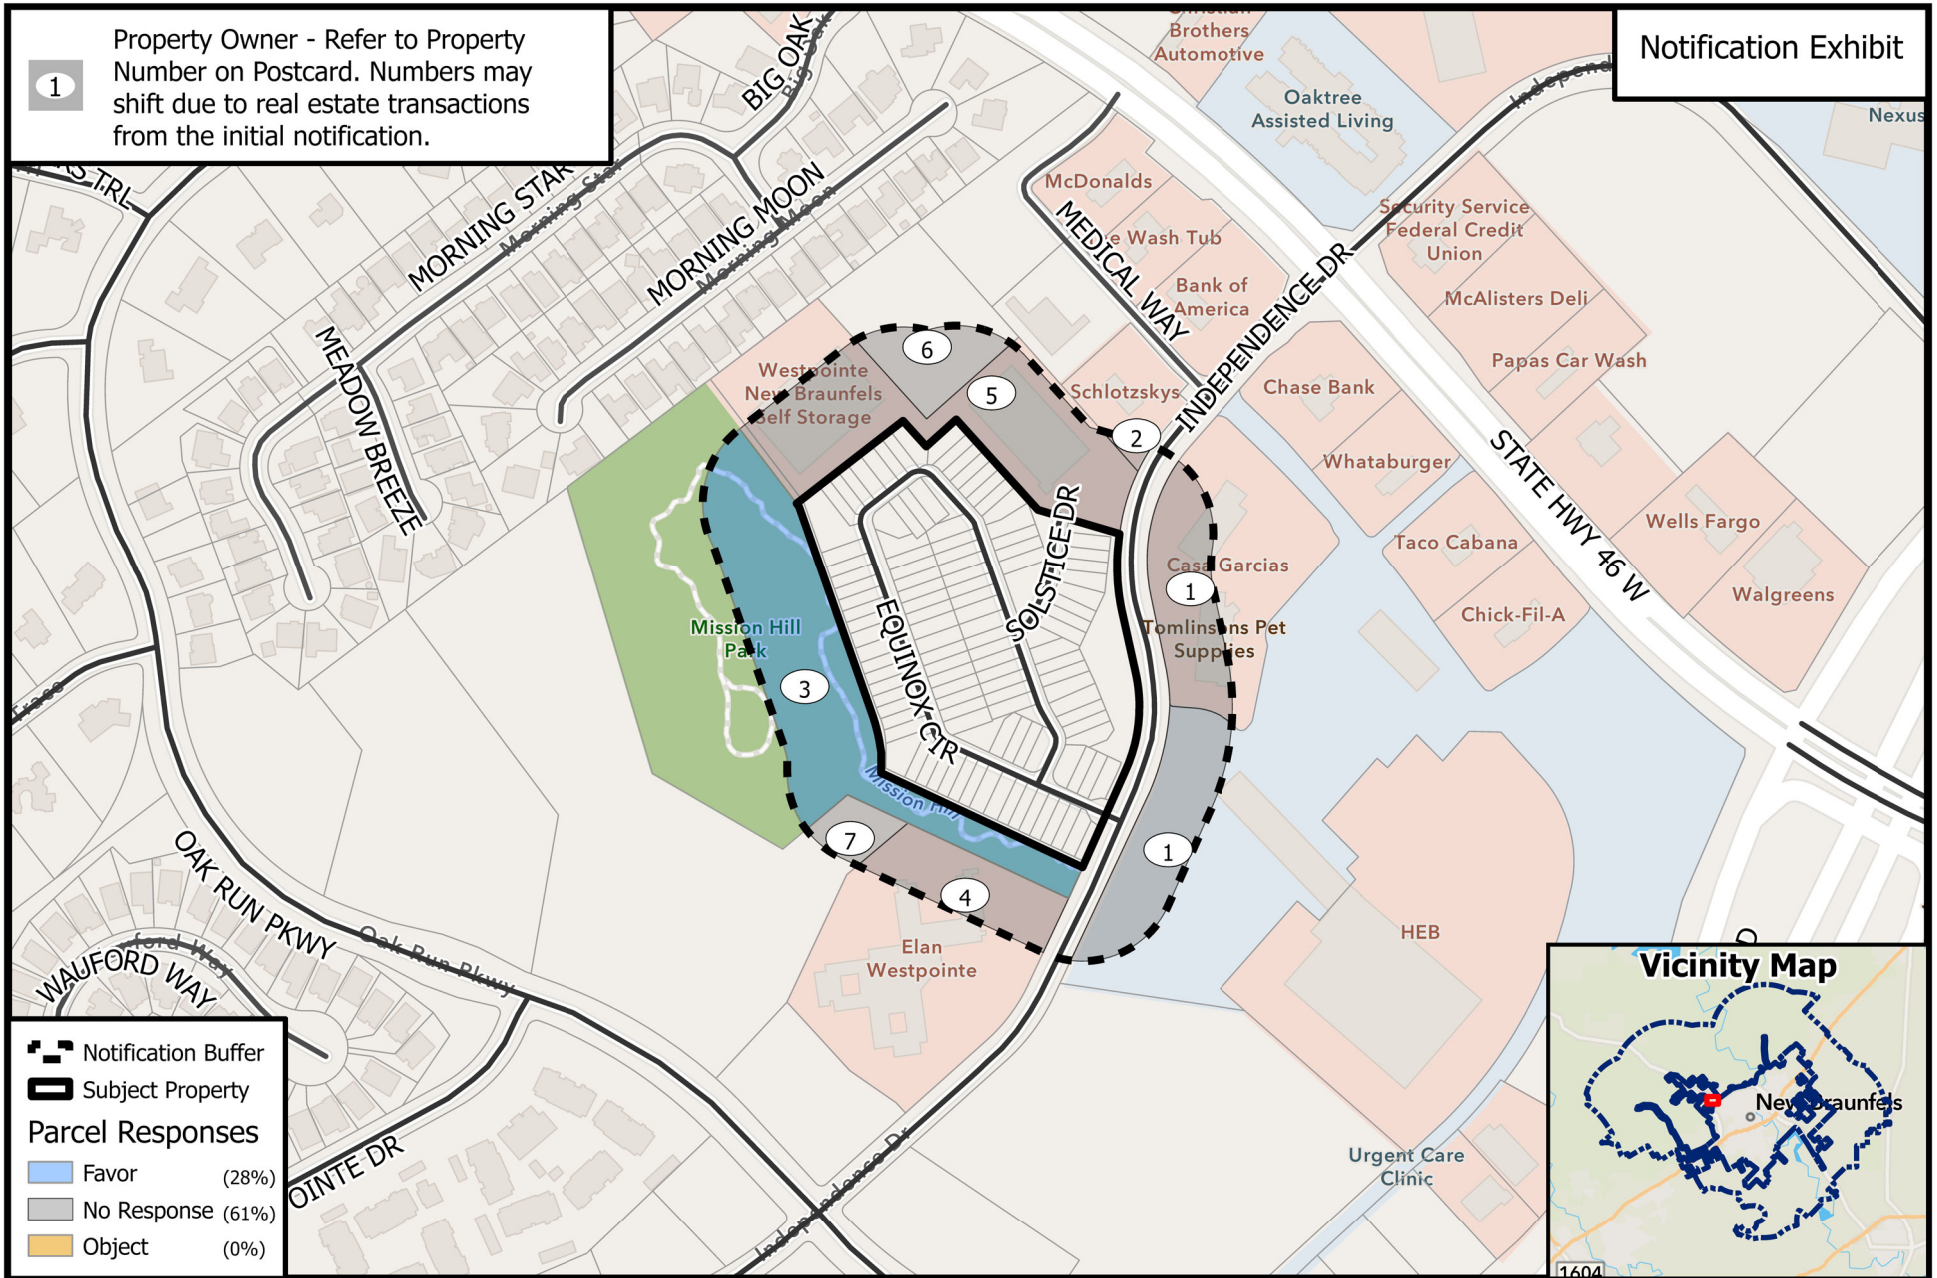 Property Owner - Refer to Property
Number on Postcard. Numbers may
shift due to real estate transactions
from the initial notification.
1
Notification Exhibit
Christian
Brothers
Automotive
Oaktree
Assisted Living
Nexus
BIG OAK
MORNING STAR
Morning Star
MORNING MOON
Morning Moon
MEADOW BREEZE
McDonalds
Wash Tub
Bank of
America
MEDICAL WAY
INDEPENDENCE DR
Security Service
Federal Credit
Union
McAlisters Deli
Papas Car Wash
Schlotzskys
Chase Bank
Whataburger
Taco Cabana
Chick-Fil-A
Wells Fargo
Walgreens
STATE HWY 46 W
Westpointe
New Braunfels
Self Storage
6
5
2
1
Casa Garcias
Tomlinsons Pet
Supplies
SOLSTICE DR
EQUINOX CIR
Mission Hill
Park
3
Mission Hill
7
4
1
Elan
Westpointe
HEB
OAK RUN PKWY
Oak Run Pkwy
WAUFORD WAY
OINTE DR
Independence Dr
Urgent Care
Clinic
Notification Buffer
Subject Property
Parcel Responses
Favor (28%)
No Response (61%)
Object (0%)
Vicinity Map
New Braunfels
1604